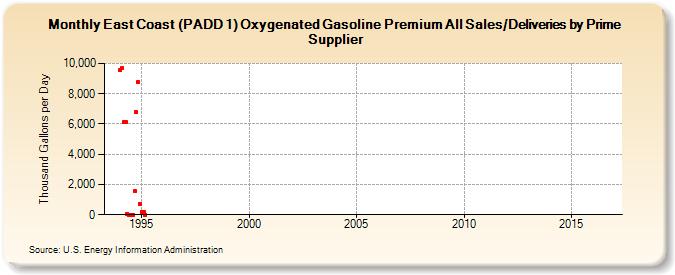 Monthly East Coast (PADD 1) Oxygenated Gasoline Premium All Sales/Deliveries by Prime
Supplier
Thousand Gallons per Day
10,000
8,000
6,000
4,000
2,000
0
1995
2000
2005
2010
2015
Source: U.S. Energy Information Administration